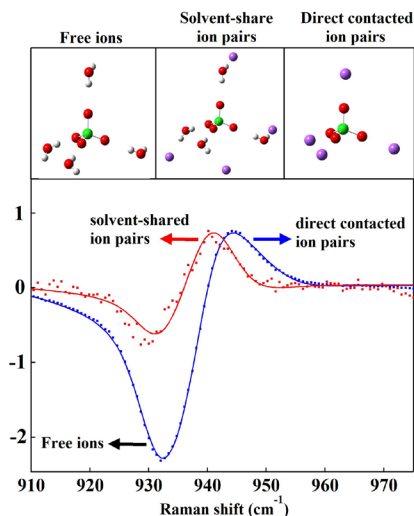 Free ions
Solvent-share
ion pairs
Direct contacted
ion pairs
solvent-shared
ion pairs
direct contacted
ion pairs
Free ions
1
0
-1
-2
910 920 930 940 950 960 970
Raman shift (cm-1)